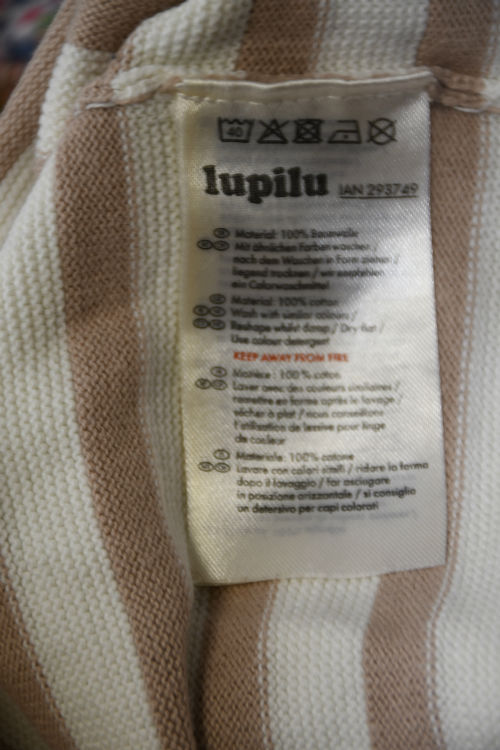 40
lupilu IAN 293749
Material: 100% Baumwolle
Mit ähnlichen Farben waschen /
nach dem Waschen in Form ziehen /
liegend trocknen / wir empfehlen
ein Colorwaschmittel
Material: 100% cotton
Wash with similar colours /
Reshape whilst damp / Dry flat /
Use colour detergent
KEEP AWAY FROM FIRE
Matière : 100 % coton
Laver avec des couleurs similaires /
remettre en forme après le lavage /
sécher à plat / nous conseillons
l'utilisation de lessive pour linge
de couleur
Materiale: 100% cotone
Lavare con colori simili / ridare la forma
dopo il lavaggio / far asciugare
in posizione orizzontale / si consiglia
un detersivo per capi colorati